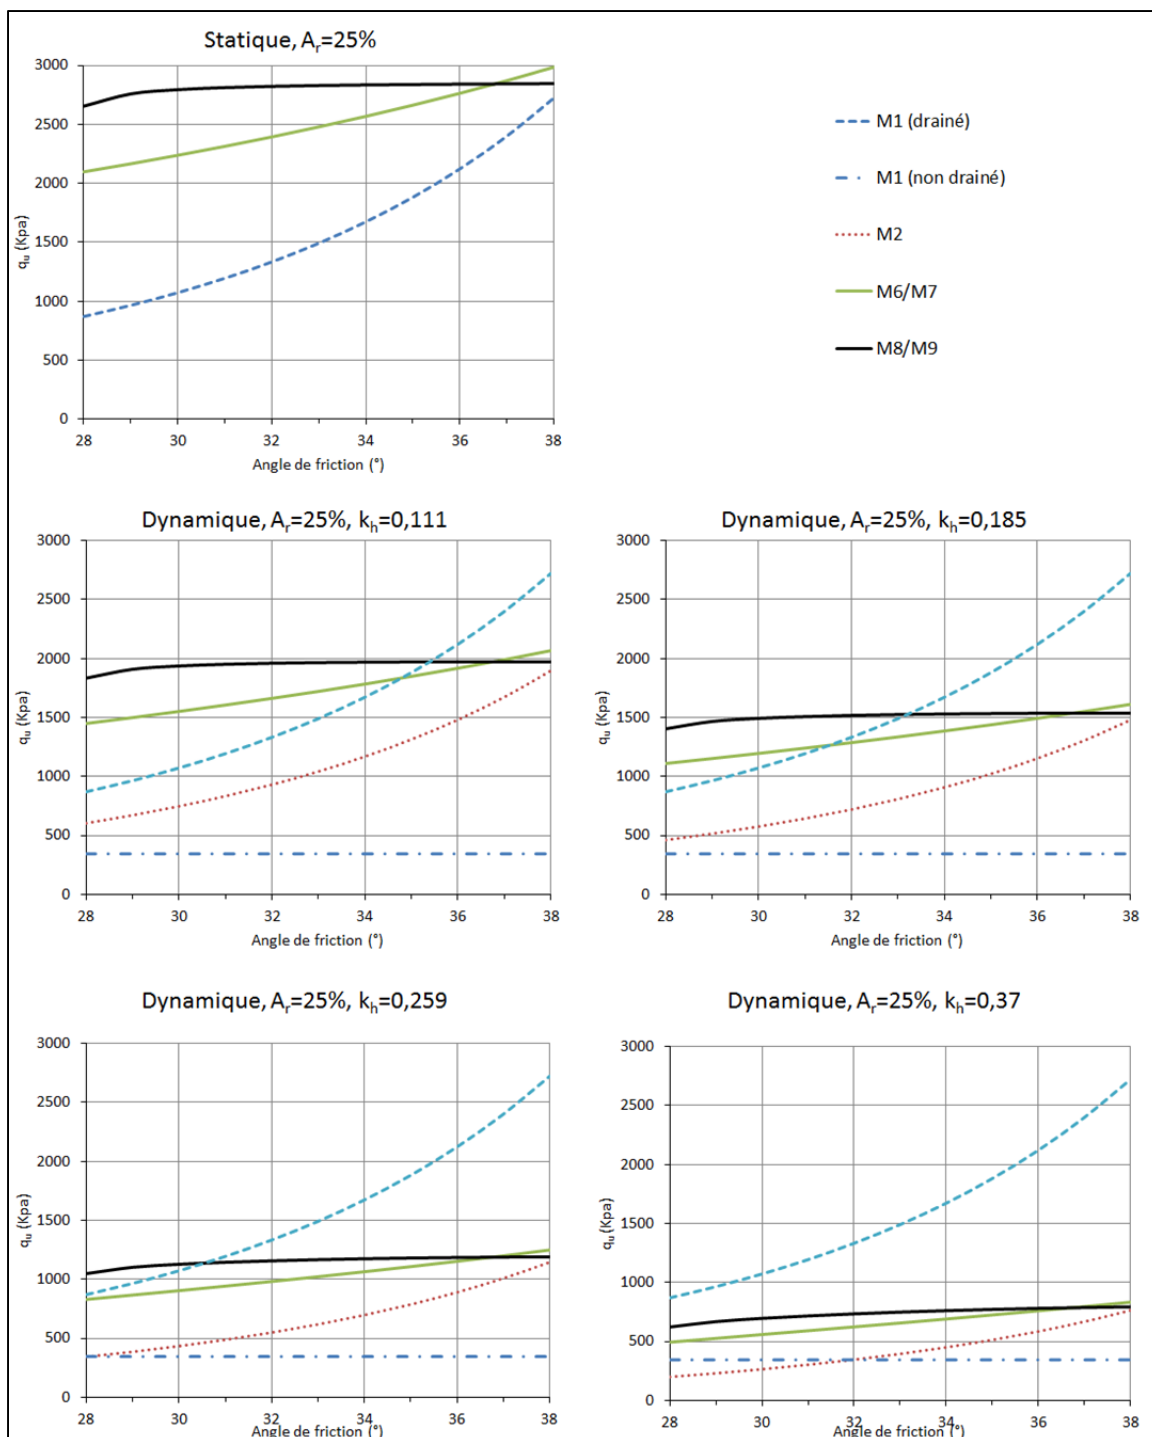 Statique, Ar=25%
3000
2500
2000
1500
1000
500
0
qu (Kpa)
28 30 32 34 36 38
Angle de friction (°)
M1 (drainé)
M1 (non drainé)
M2
M6/M7
M8/M9
Dynamique, Ar=25%, kh=0,111
3000
2500
2000
1500
1000
500
0
qu (Kpa)
28 30 32 34 36 38
Angle de friction (°)
Dynamique, Ar=25%, kh=0,185
3000
2500
2000
1500
1000
500
0
qu (Kpa)
28 30 32 34 36 38
Angle de friction (°)
Dynamique, Ar=25%, kh=0,259
3000
2500
2000
1500
1000
500
0
qu (Kpa)
28 30 32 34 36 38
Angle de friction (°)
Dynamique, Ar=25%, kh=0,37
3000
2500
2000
1500
1000
500
0
qu (Kpa)
28 30 32 34 36 38
Angle de friction (°)